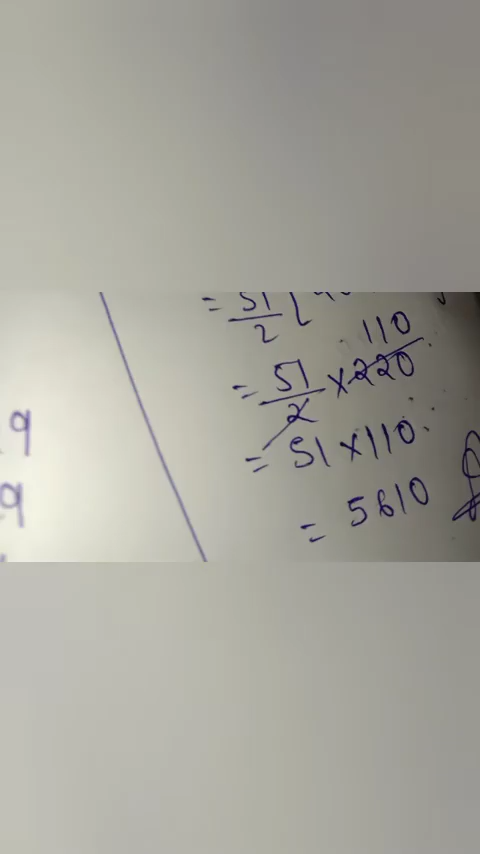 = 51/2 [
110
= 51/2 × 220
= 51 × 110
= 5610
9
9